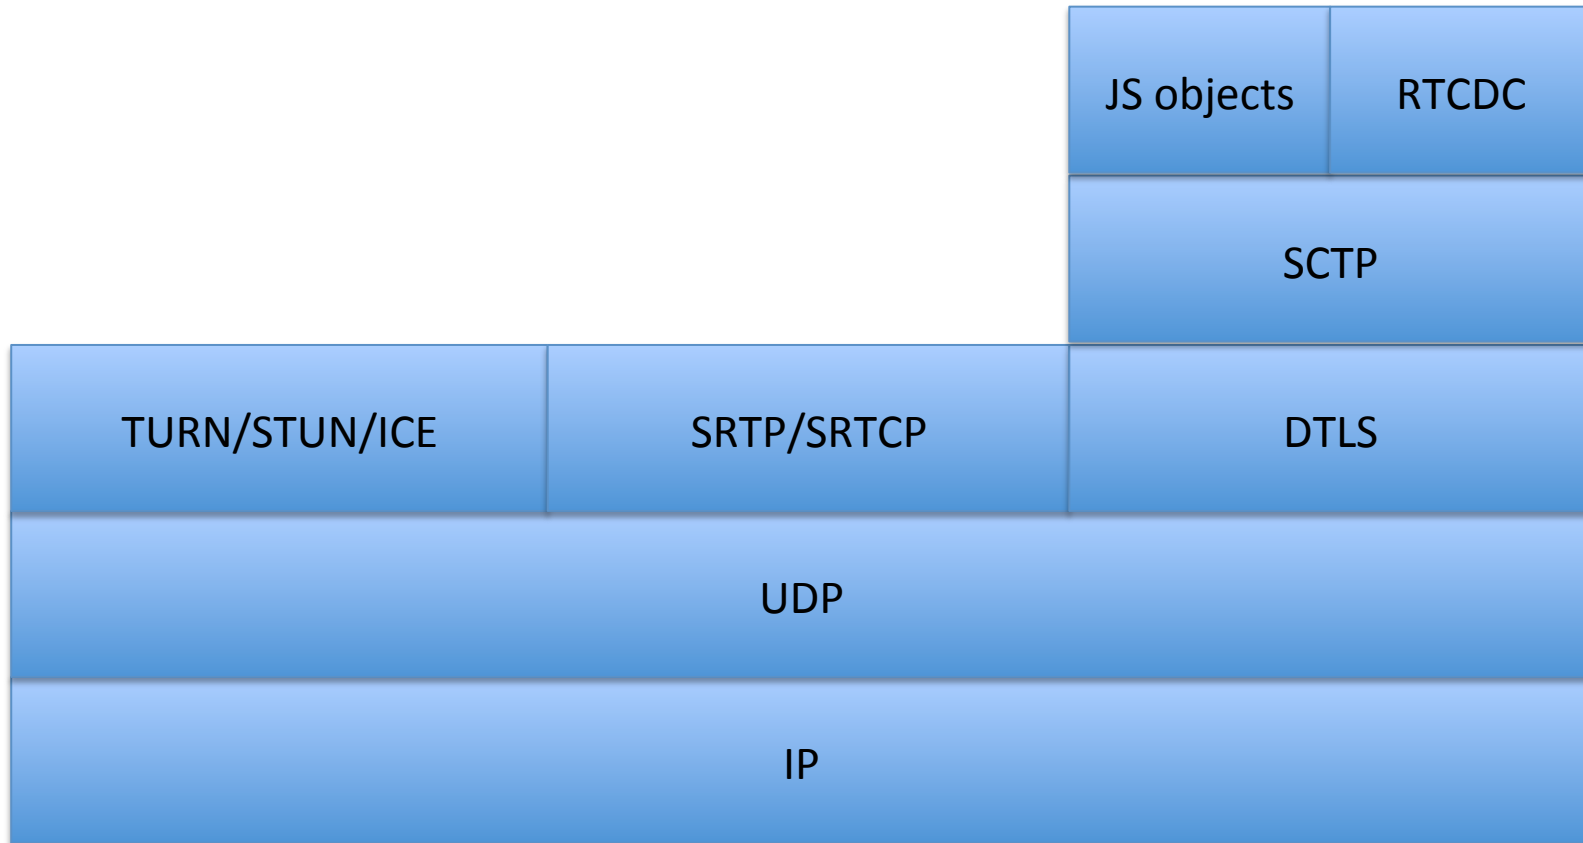 JS objects
RTCDC
SCTP
TURN/STUN/ICE
SRTP/SRTCP
DTLS
UDP
IP